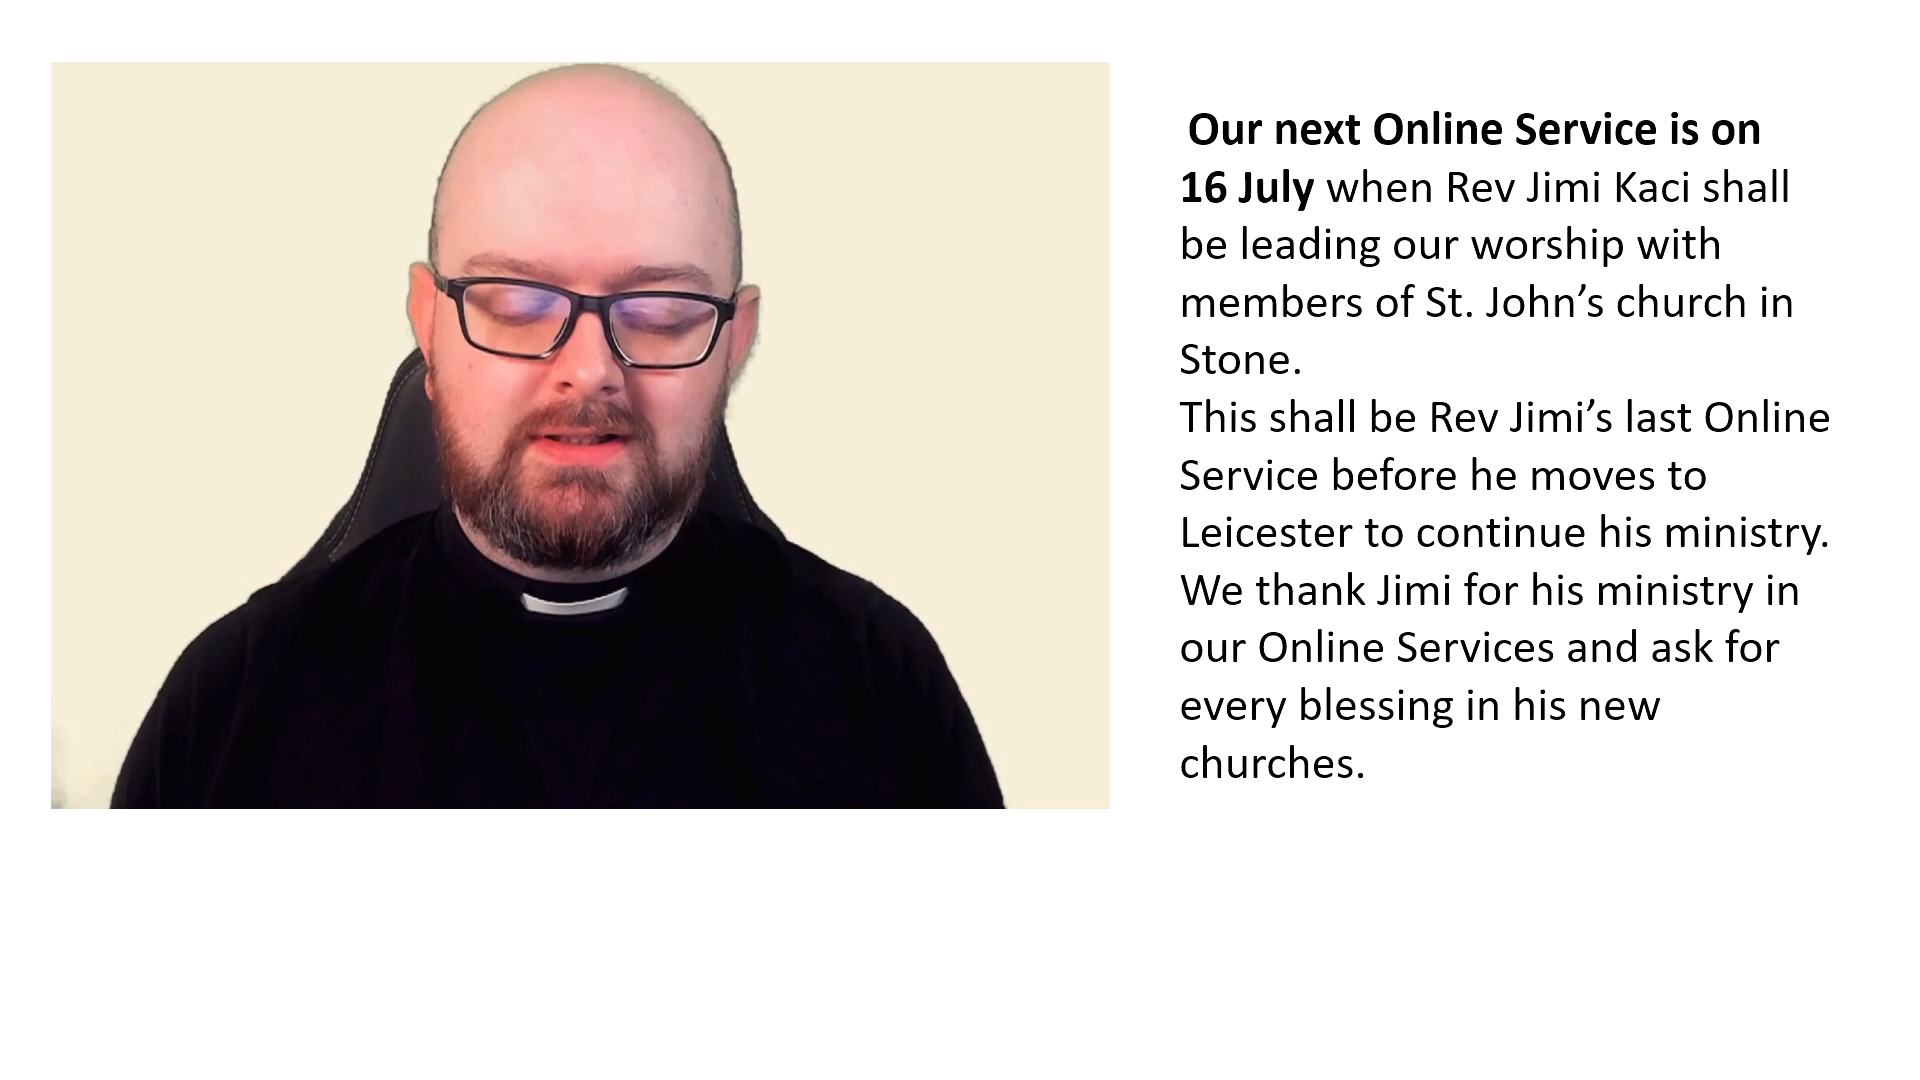 Our next Online Service is on
16 July when Rev Jimi Kaci shall
be leading our worship with
members of St. John’s church in
Stone.
This shall be Rev Jimi’s last Online
Service before he moves to
Leicester to continue his ministry.
We thank Jimi for his ministry in
our Online Services and ask for
every blessing in his new
churches.